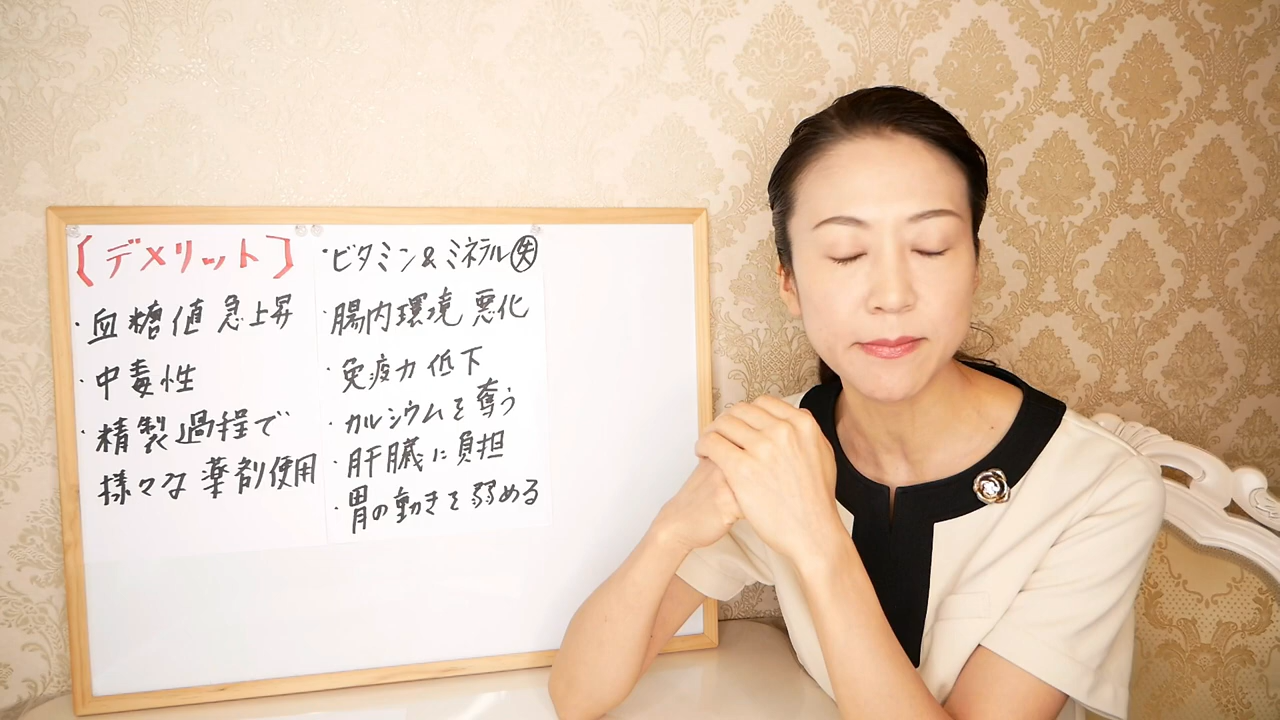 【デメリット】
・血糖値 急上昇
・中毒性
・精製過程で
様々な 薬剤使用
・ビタミン&ミネラル㊛
・腸内環境 悪化
・免疫力 低下
・カルシウムを奪う
・肝臓に負担
・胃の動きを弱める